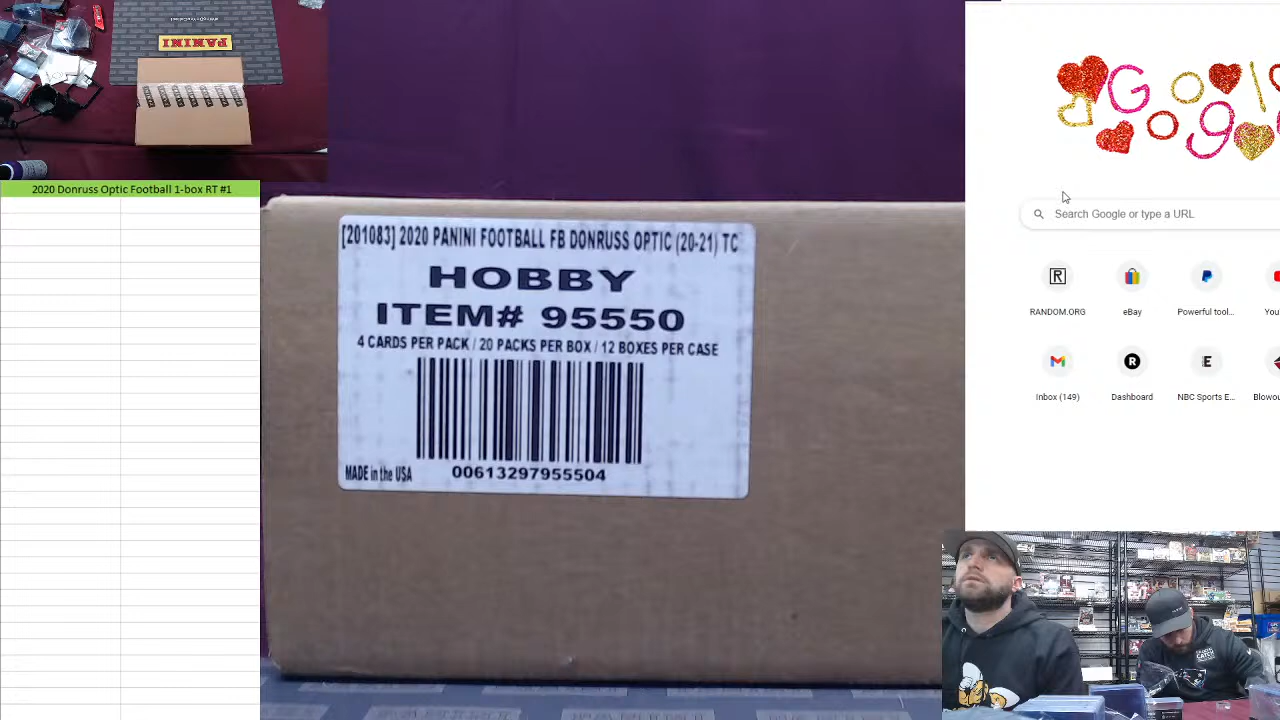 PANINI
2020 Donruss Optic Football 1-box RT #1
[201083] 2020 PANINI FOOTBALL FB DONRUSS OPTIC (20-21) TC
HOBBY
ITEM# 95550
4 CARDS PER PACK / 20 PACKS PER BOX / 12 BOXES PER CASE
MADE in the USA
00613297955504
Search Google or type a URL
RANDOM.ORG
eBay
Powerful tool...
You
Inbox (149)
Dashboard
NBC Sports E...
Blowou